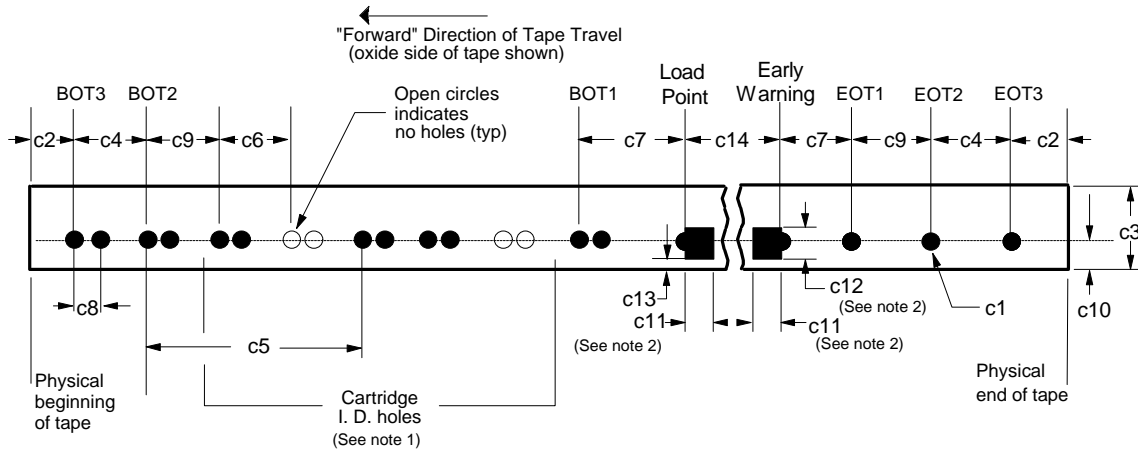 "Forward" Direction of Tape Travel
(oxide side of tape shown)
BOT3
BOT2
Open circles
indicates
no holes (typ)
BOT1
Load
Point
Early
Warning
EOT1
EOT2
EOT3
c2
c4
c9
c6
c7
c14
c7
c9
c4
c2
c3
c8
c13
c12
(See note 2)
c1
c10
c11
(See note 2)
c11
(See note 2)
c5
Physical
beginning
of tape
Cartridge
I. D. holes
(See note 1)
Physical
end of tape